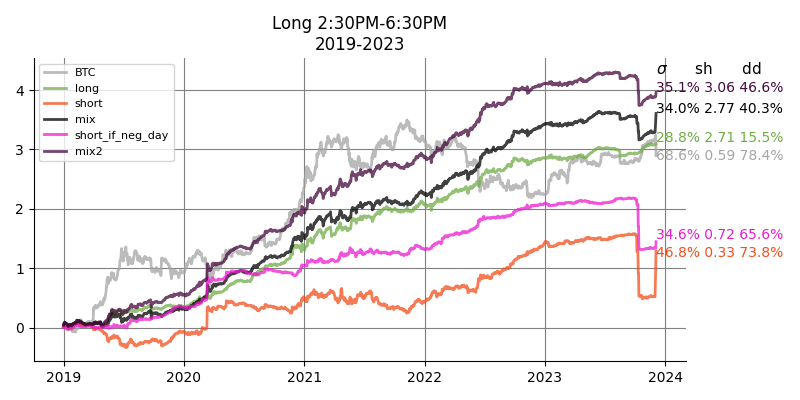 Long 2:30PM-6:30PM
2019-2023
σ sh dd
BTC
long
short
mix
short_if_neg_day
mix2
35.1% 3.06 46.6%
34.0% 2.77 40.3%
28.8% 2.71 15.5%
68.6% 0.59 78.4%
34.6% 0.72 65.6%
46.8% 0.33 73.8%
4
3
2
1
0
2019 2020 2021 2022 2023 2024